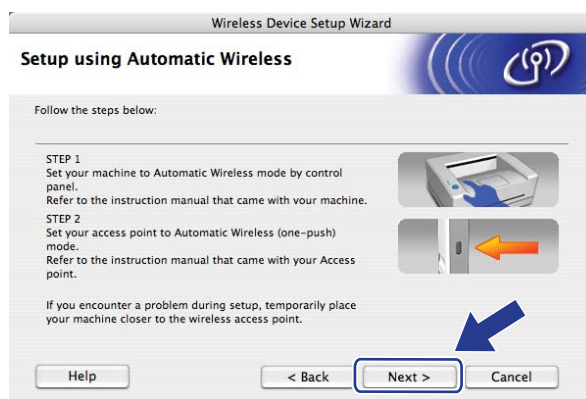 Wireless Device Setup Wizard
Setup using Automatic Wireless
Follow the steps below:
STEP 1
Set your machine to Automatic Wireless mode by control
panel.
Refer to the instruction manual that came with your machine.
STEP 2
Set your access point to Automatic Wireless (one-push)
mode.
Refer to the instruction manual that came with your Access
point.
If you encounter a problem during setup, temporarily place
your machine closer to the wireless access point.
Help
< Back
Next >
Cancel